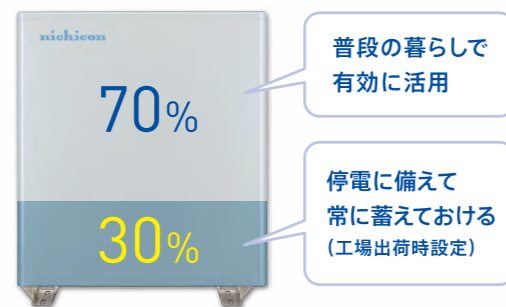 nichicon
70%
普段の暮らしで
有効に活用
30%
停電に備えて
常に蓄えておける
(工場出荷時設定)